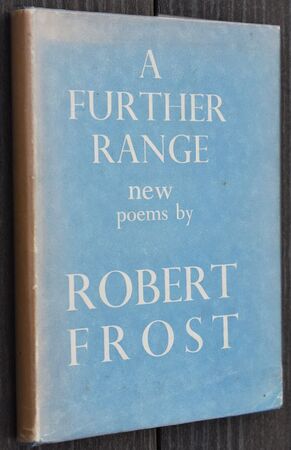 A
FURTHER
RANGE
new
poems by
ROBERT
FROST